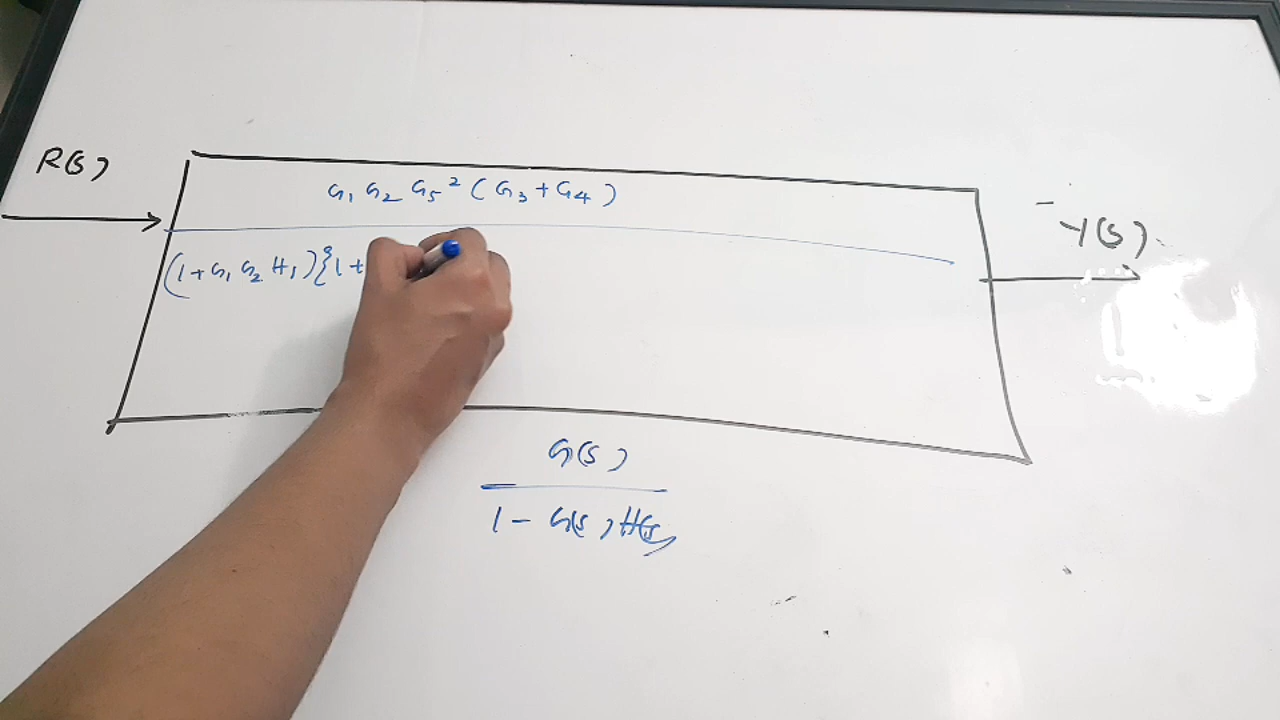 R(s)
G₁ G₂ G₅² (G₃ + G₄)
(1 + G₁ G₂ H₁) {1 +
Y(s)
G(s)
1 - G(s) H(s)